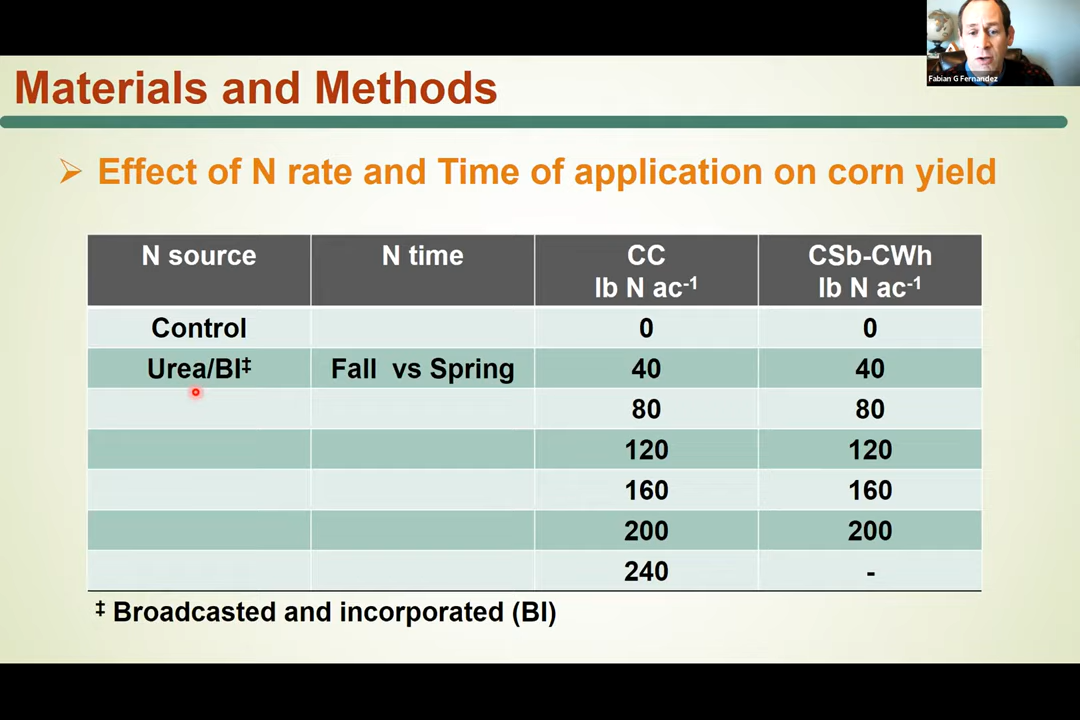 Fabian G Fernandez
Materials and Methods
Effect of N rate and Time of application on corn yield
N source N time CC CSb-CWh
lb N ac-1 lb N ac-1
Control 0 0
Urea/BI‡ Fall vs Spring 40 40
80 80
120 120
160 160
200 200
240 -
‡ Broadcasted and incorporated (BI)